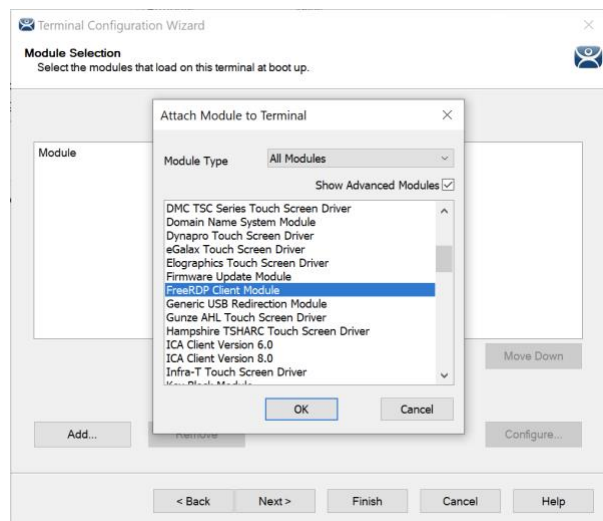 Terminal Configuration Wizard
Module Selection
Select the modules that load on this terminal at boot up.
Attach Module to Terminal
Module
Module Type
All Modules
Show Advanced Modules
DMC TSC Series Touch Screen Driver
Domain Name System Module
Dynapro Touch Screen Driver
eGalax Touch Screen Driver
Elographics Touch Screen Driver
Firmware Update Module
FreeRDP Client Module
Generic USB Redirection Module
Gunze AHL Touch Screen Driver
Hampshire TSHARC Touch Screen Driver
ICA Client Version 6.0
ICA Client Version 8.0
Infra-T Touch Screen Driver
Key Block Module
OK
Cancel
Move Down
Add...
Remove
Configure...
< Back
Next >
Finish
Cancel
Help